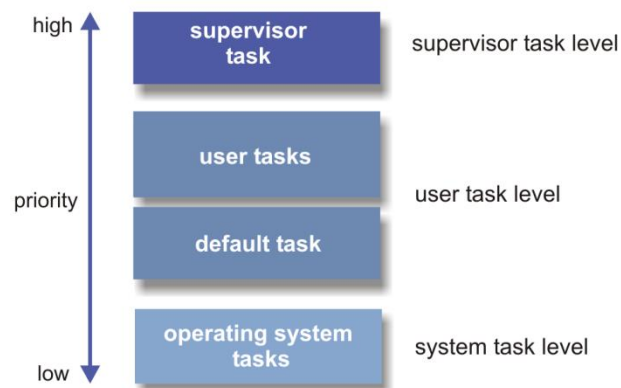 high
supervisor
task
supervisor task level
user tasks
priority
user task level
default task
operating system
tasks
system task level
low